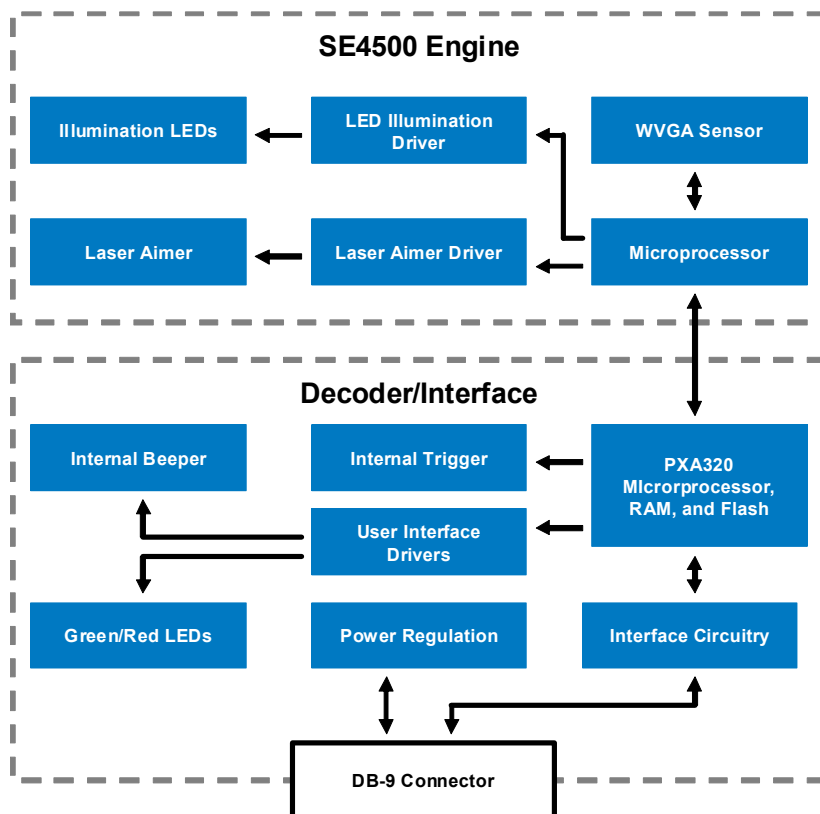 SE4500 Engine
Illumination LEDs
LED Illumination
Driver
WVGA Sensor
Laser Aimer
Laser Aimer Driver
Microprocessor
Decoder/Interface
Internal Beeper
Internal Trigger
PXA320
MIcrorprocessor,
RAM, and Flash
User Interface
Drivers
Green/Red LEDs
Power Regulation
Interface Circuitry
DB-9 Connector